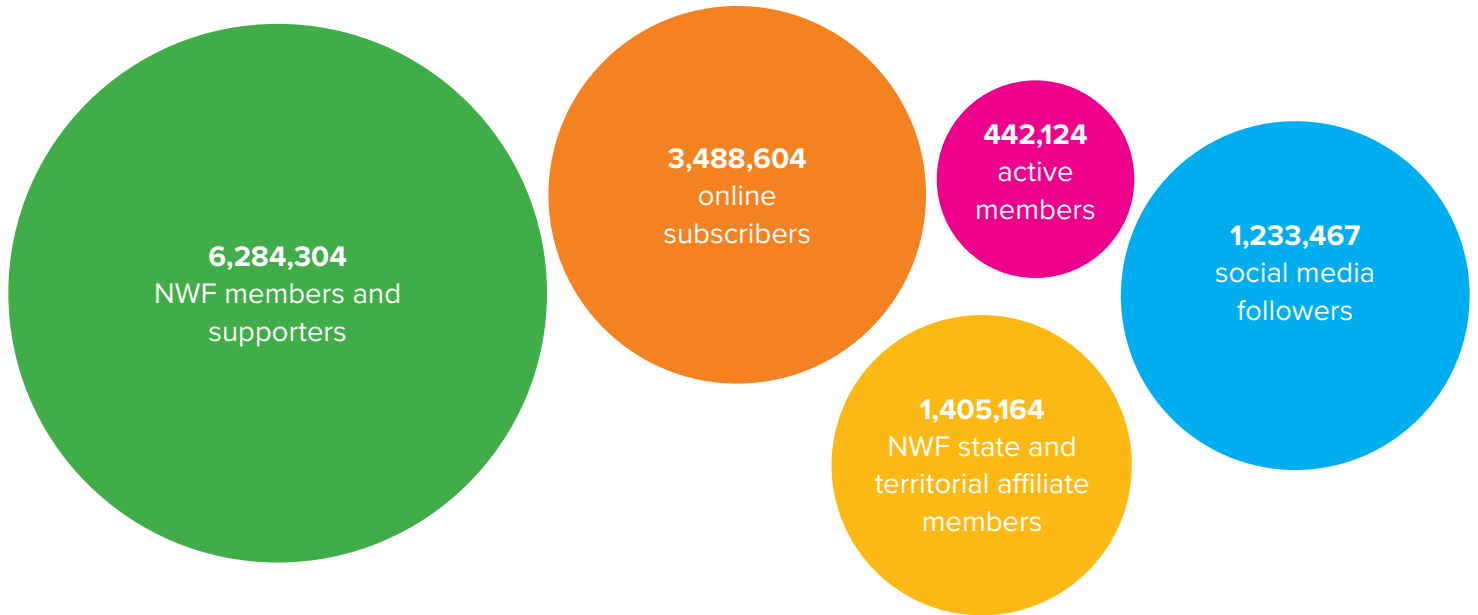 6,284,304
NWF members and
supporters
3,488,604
online
subscribers
442,124
active
members
1,233,467
social media
followers
1,405,164
NWF state and
territorial affiliate
members